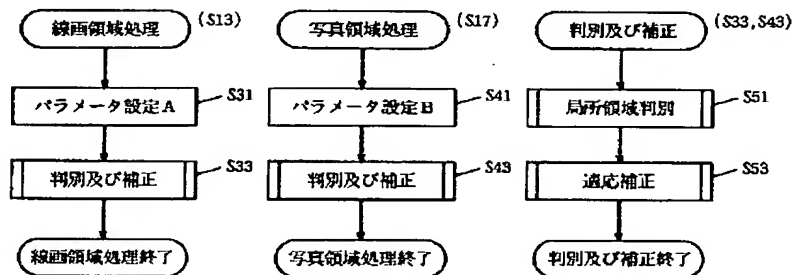 線画領域処理
(S13)
パラメータ設定A
S31
判別及び補正
S33
線画領域処理終了
写真領域処理
(S17)
パラメータ設定B
S41
判別及び補正
S43
写真領域処理終了
判別及び補正
(S33,S43)
局所領域判別
S51
適応補正
S53
判別及び補正終了